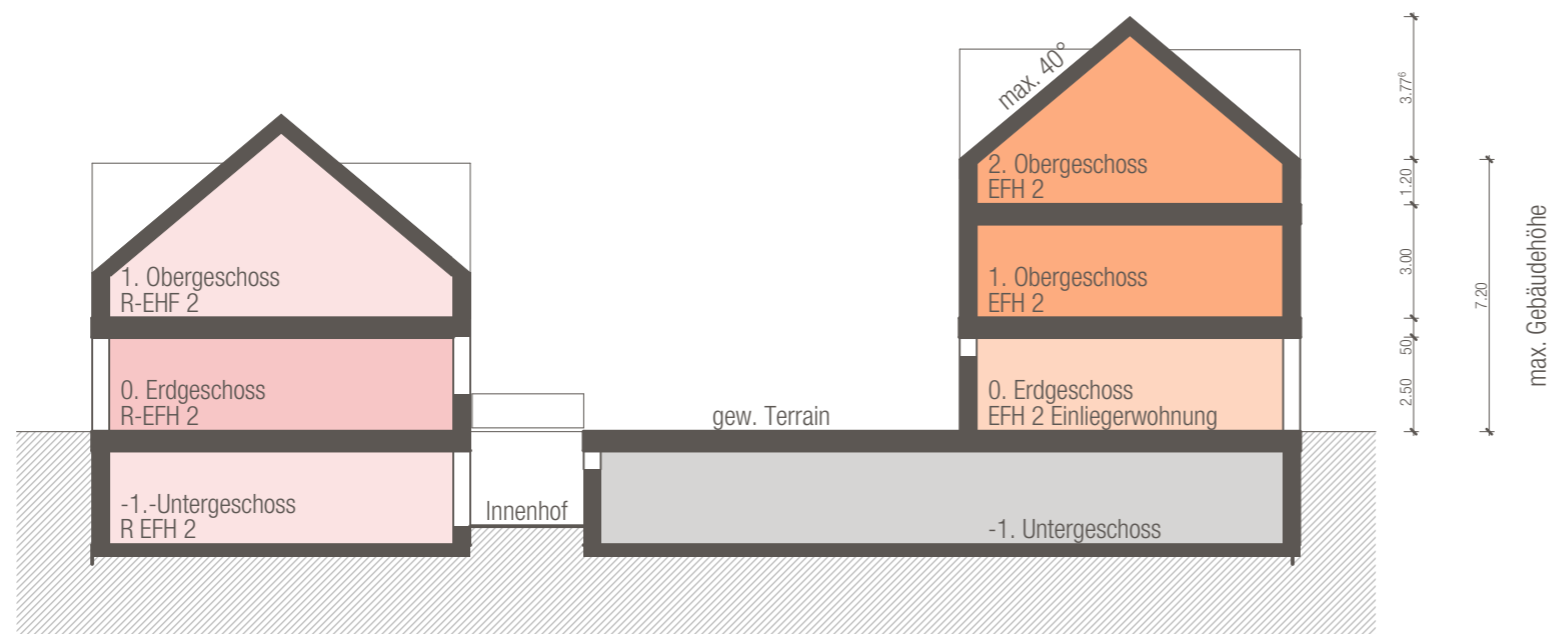 max. 40°
1. Obergeschoss
R-EHF 2
0. Erdgeschoss
R-EFH 2
-1.-Untergeschoss
R EFH 2
Innenhof
gew. Terrain
2. Obergeschoss
EFH 2
1. Obergeschoss
EFH 2
0. Erdgeschoss
EFH 2 Einliegerwohnung
-1. Untergeschoss
3.77⁶
1.20
3.00
50
2.50
7.20
max. Gebäudehöhe